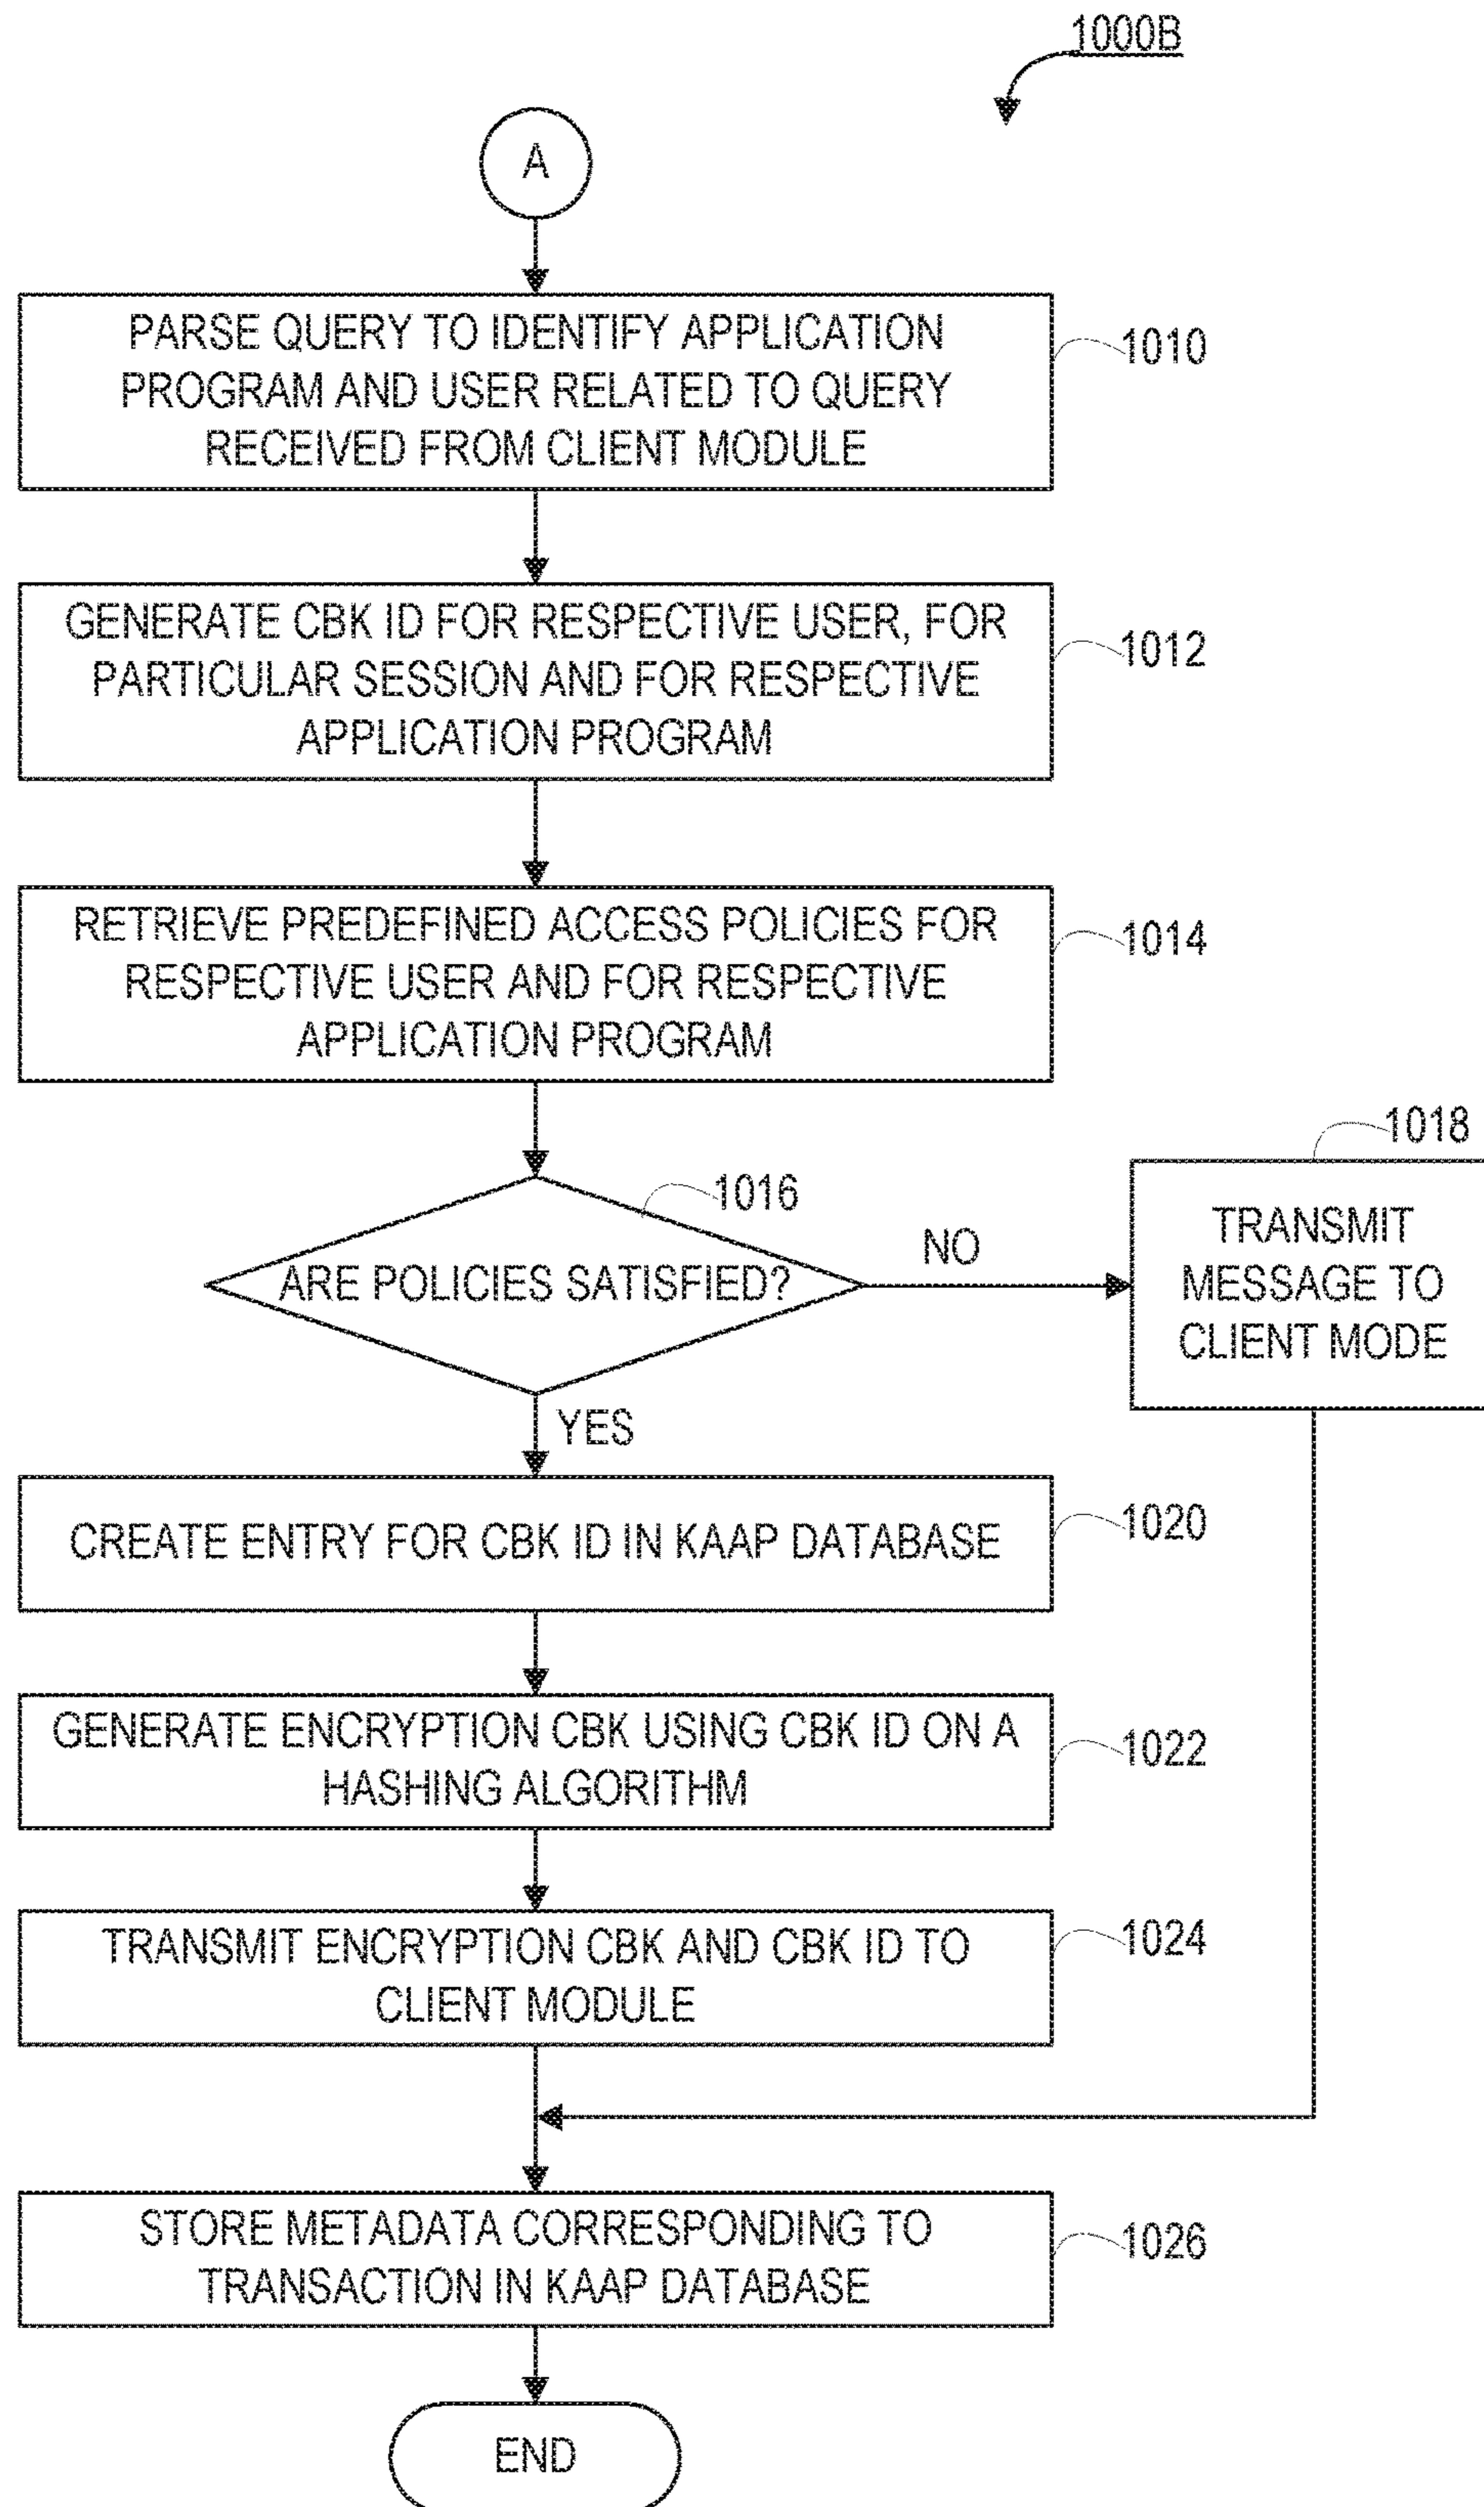 1000B
A
PARSE QUERY TO IDENTIFY APPLICATION
PROGRAM AND USER RELATED TO QUERY
RECEIVED FROM CLIENT MODULE
1010
GENERATE CBK ID FOR RESPECTIVE USER, FOR
PARTICULAR SESSION AND FOR RESPECTIVE
APPLICATION PROGRAM
1012
RETRIEVE PREDEFINED ACCESS POLICIES FOR
RESPECTIVE USER AND FOR RESPECTIVE
APPLICATION PROGRAM
1014
1016
ARE POLICIES SATISFIED?
NO
1018
TRANSMIT
MESSAGE TO
CLIENT MODE
YES
CREATE ENTRY FOR CBK ID IN KAAP DATABASE
1020
GENERATE ENCRYPTION CBK USING CBK ID ON A
HASHING ALGORITHM
1022
TRANSMIT ENCRYPTION CBK AND CBK ID TO
CLIENT MODULE
1024
STORE METADATA CORRESPONDING TO
TRANSACTION IN KAAP DATABASE
1026
END